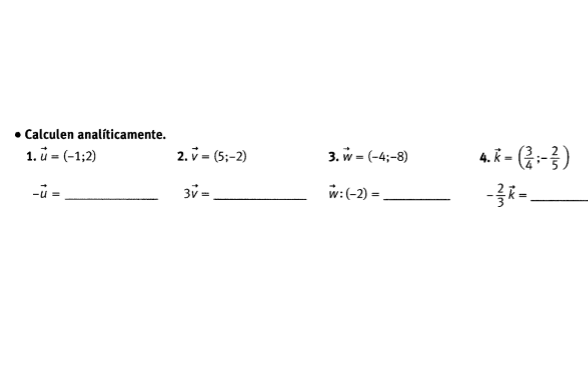 • Calculen analíticamente.
1. u⃗ = (−1;2) 2. v⃗ = (5;−2) 3. w⃗ = (−4;−8) 4. k⃗ = (3/4;−2/5)
−u⃗ = ________ 3v⃗ = ________ w⃗:(−2) = ________ −2/3 k⃗ = ________